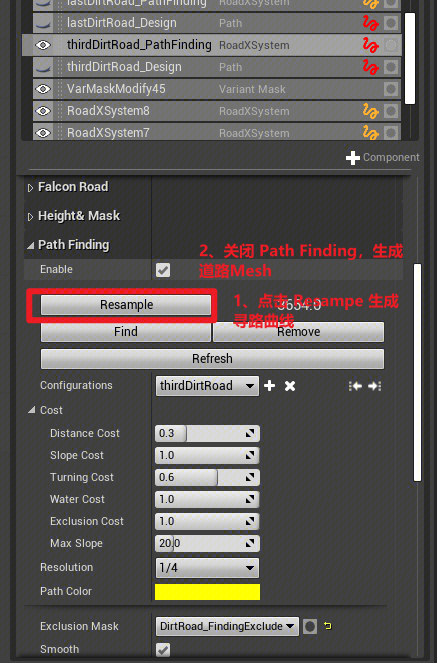 lastDirtRoad_PathFinding RoadXSystem
lastDirtRoad_Design Path
thirdDirtRoad_PathFinding RoadXSystem
thirdDirtRoad_Design Path
VarMaskModify45 Variant Mask
RoadXSystem8 RoadXSystem
RoadXSystem7 RoadXSystem
Component
Falcon Road
Height& Mask
Path Finding
2、关闭 Path Finding，生成
道路Mesh
Enable
Resample 3654.0
1、点击 Resampe 生成
寻路曲线
Find Remove
Refresh
Configurations thirdDirtRoad
Cost
Distance Cost 0.3
Slope Cost 1.0
Turning Cost 0.6
Water Cost 1.0
Exclusion Cost 1.0
Max Slope 20.0
Resolution 1/4
Path Color
Exclusion Mask DirtRoad_FindingExclude
Smooth